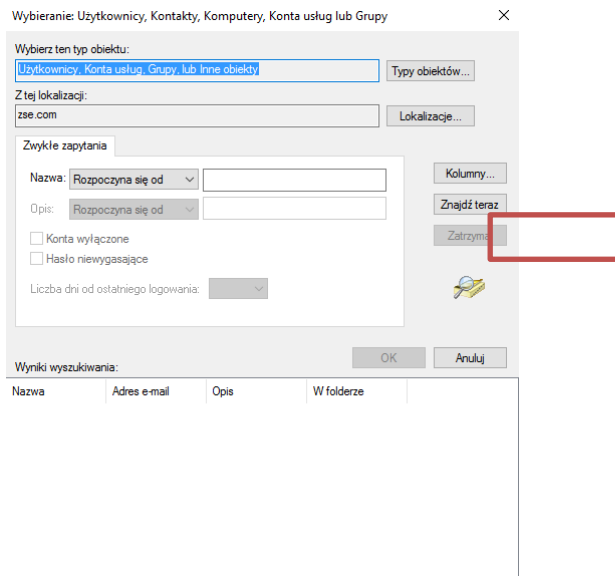 Wybieranie: Użytkownicy, Kontakty, Komputery, Konta usług lub Grupy
Wybierz ten typ obiektu:
Użytkownicy, Konta usług, Grupy, lub Inne obiekty
Typy obiektów...
Z tej lokalizacji:
zse.com
Lokalizacje...
Zwykłe zapytania
Nazwa: Rozpoczyna się od
Kolumny...
Opis: Rozpoczyna się od
Znajdź teraz
Konta wyłączone
Zatrzyma
Hasło niewygasające
Liczba dni od ostatniego logowania:
OK Anuluj
Wyniki wyszukiwania:
Nazwa Adres e-mail Opis W folderze